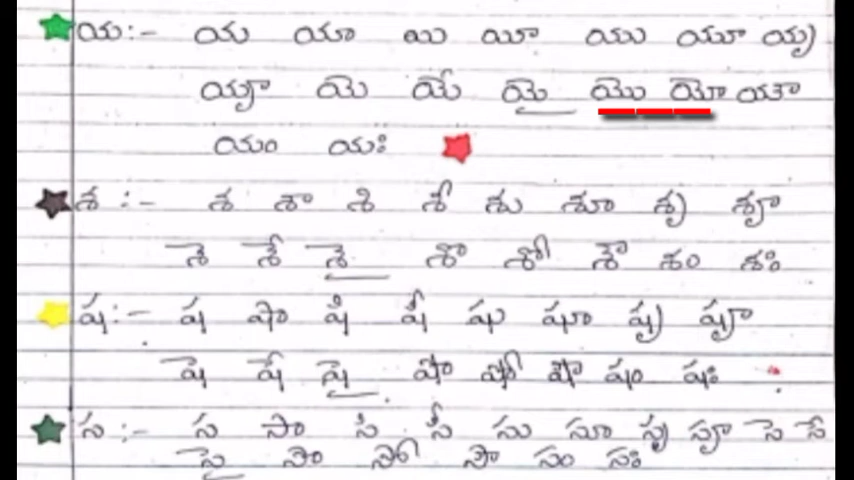 య:- య యా యి యీ యు యూ యృ
యౄ యె యే యై యొ యో యౌ
యం యః
శ :- శ శా శి శీ శు శూ శృ శౄ
శె శే శై శొ శో శౌ శం శః
ష:- ష షా షి షీ షు షూ షృ షౄ
షె షే షై షొ షో షౌ షం షః
స :- స సా సి సీ సు సూ సృ సౄ సె సే
సై సొ సో సౌ సం సః